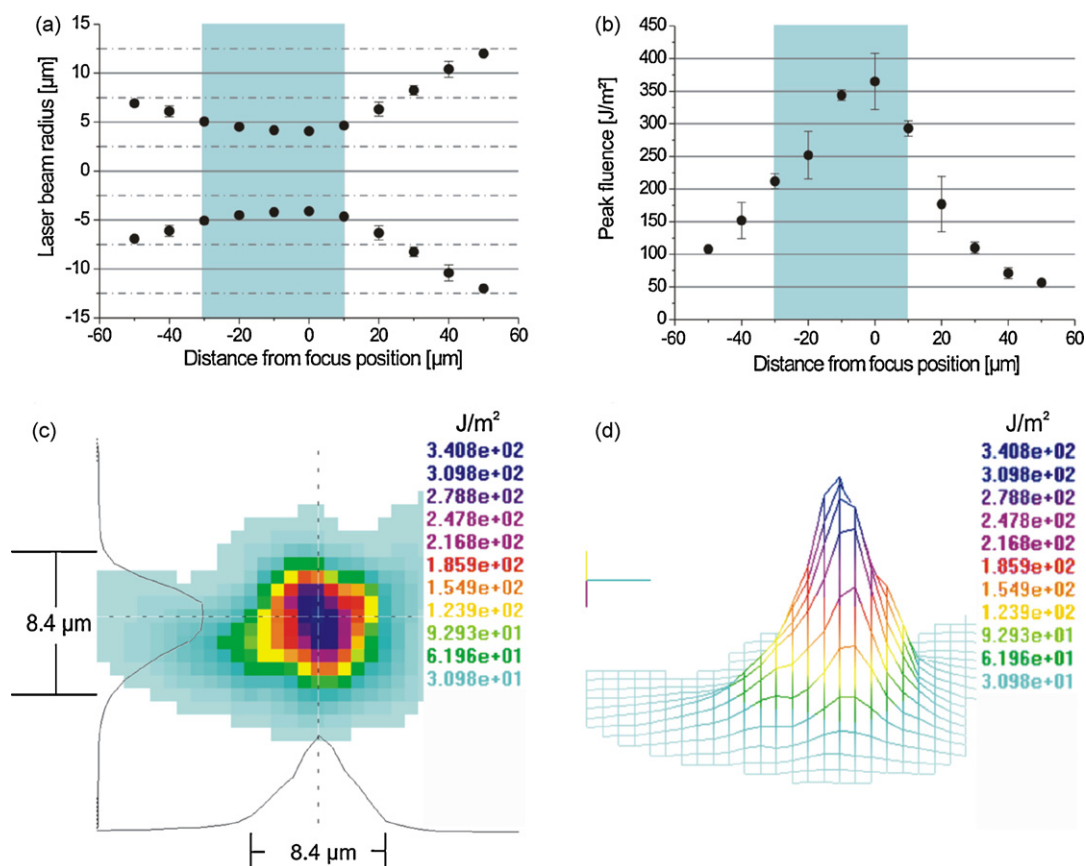 (a)
15
10
5
0
-5
-10
-15
Laser beam radius [µm]
-60 -40 -20 0 20 40 60
Distance from focus position [µm]
(b)
450
400
350
300
250
200
150
100
50
0
Peak fluence [J/m²]
-60 -40 -20 0 20 40 60
Distance from focus position [µm]
(c)
J/m²
3.408e+02
3.098e+02
2.788e+02
2.478e+02
2.168e+02
1.859e+02
1.549e+02
1.239e+02
9.293e+01
6.196e+01
3.098e+01
8.4 µm
8.4 µm
(d)
J/m²
3.408e+02
3.098e+02
2.788e+02
2.478e+02
2.168e+02
1.859e+02
1.549e+02
1.239e+02
9.293e+01
6.196e+01
3.098e+01